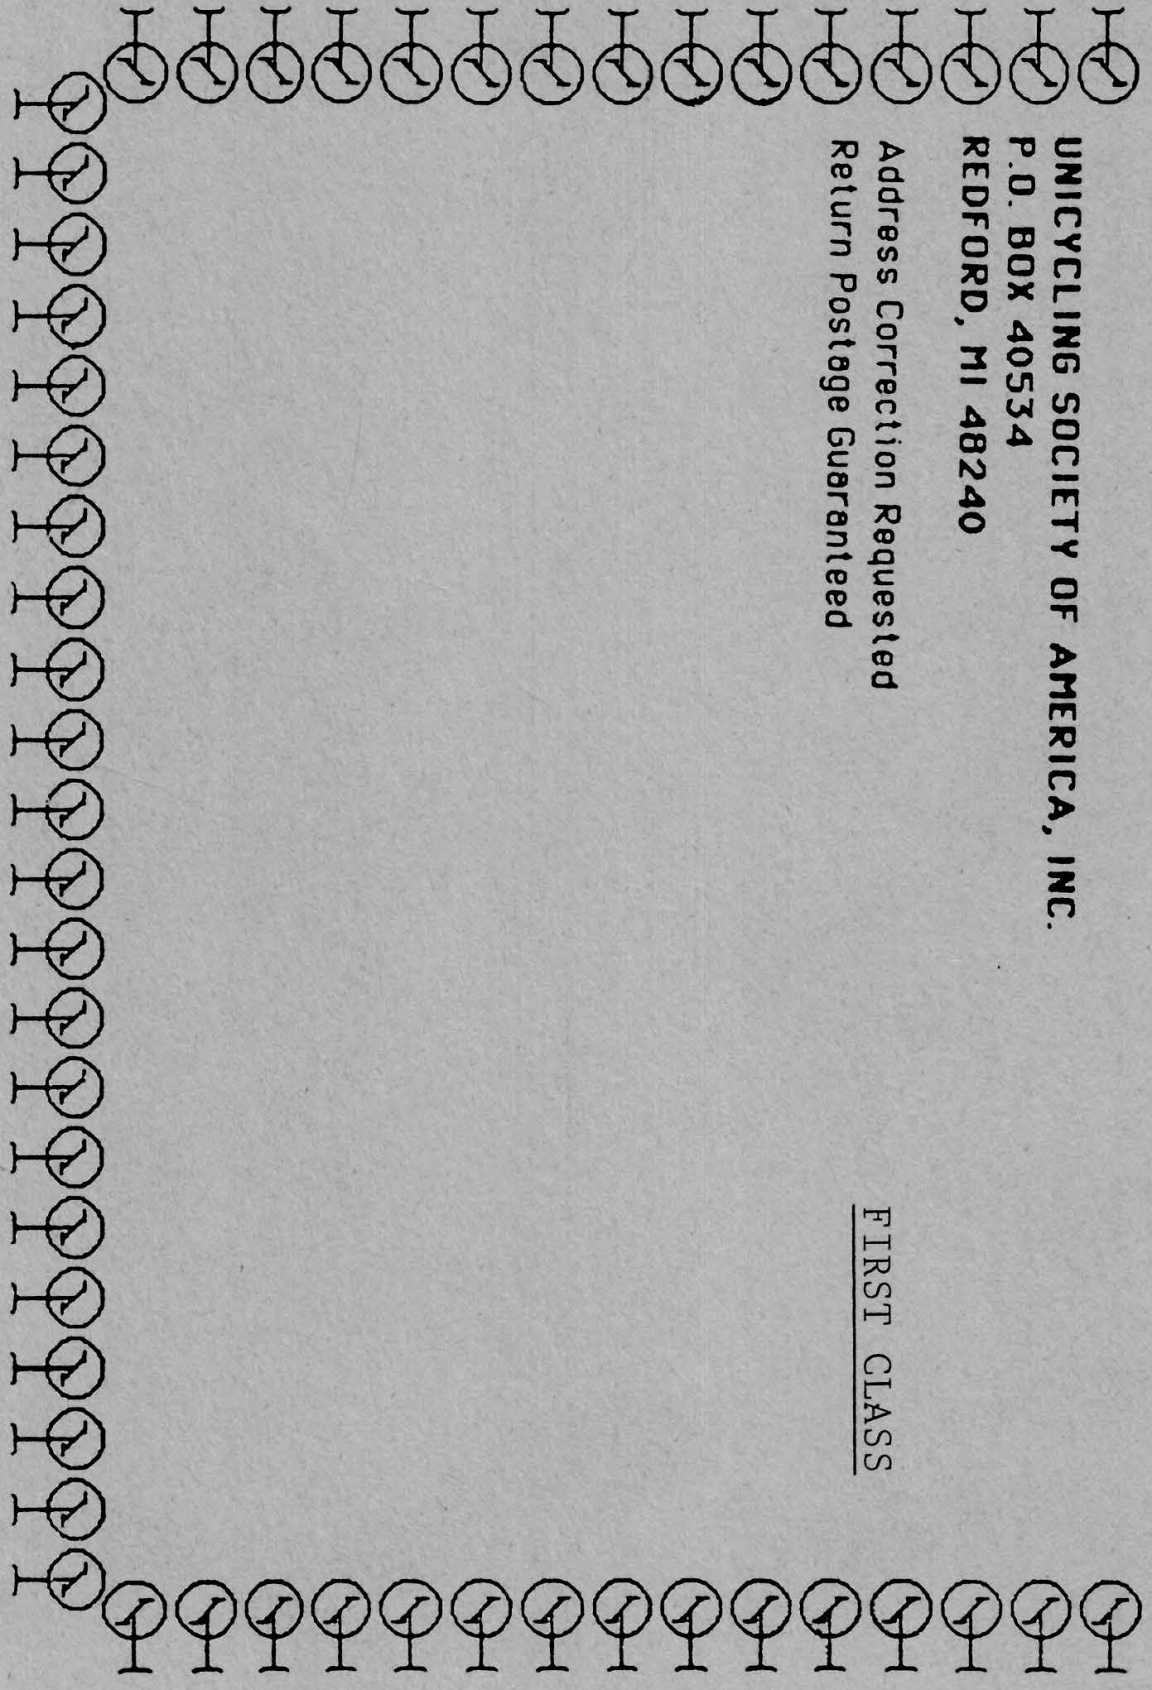 UNICYCLING SOCIETY OF AMERICA, INC.
P.O. BOX 40534
REDFORD, MI 48240
Address Correction Requested
Return Postage Guaranteed
FIRST CLASS